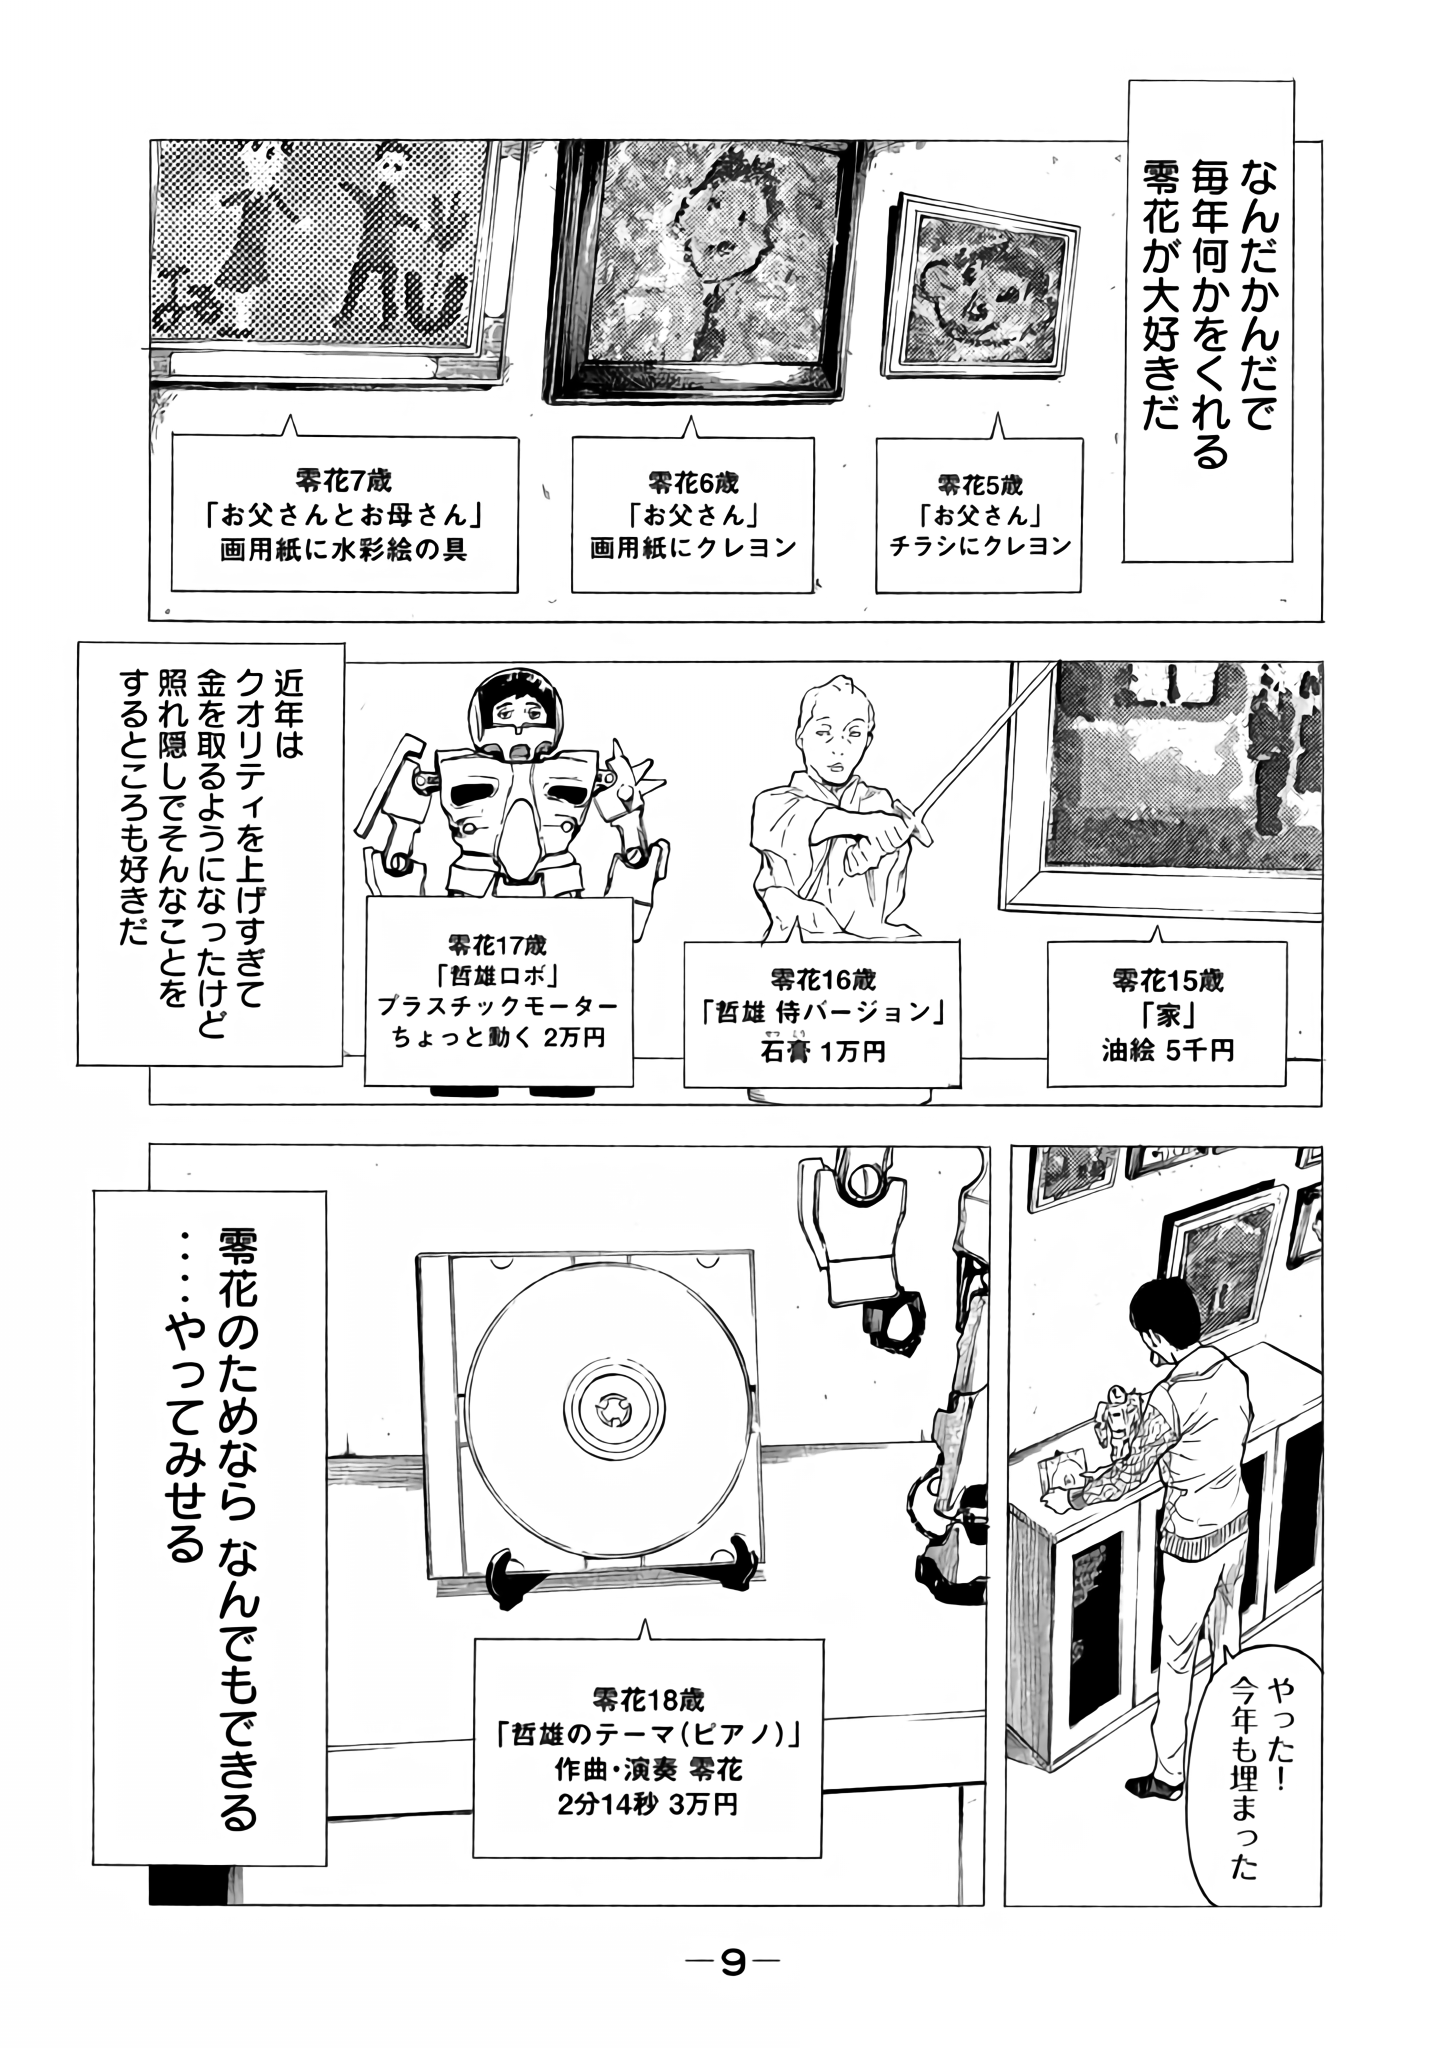 なんだかんだで
毎年何かをくれる
零花が大好きだ
零花5歳
「お父さん」
チラシにクレヨン
零花6歳
「お父さん」
画用紙にクレヨン
零花7歳
「お父さんとお母さん」
画用紙に水彩絵の具
零花15歳
「家」
油絵 5千円
零花16歳
「哲雄 侍バージョン」
せっ こう
石膏 1万円
零花17歳
「哲雄ロボ」
プラスチックモーター
ちょっと動く 2万円
近年は
クオリティを上げすぎて
金を取るようになったけど
照れ隠しでそんなことを
するところも好きだ
やった!
今年も埋まった
零花18歳
「哲雄のテーマ(ピアノ)」
作曲・演奏 零花
2分14秒 3万円
零花のためなら なんでもできる
‥‥やってみせる
―9―